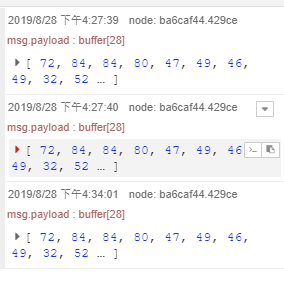 2019/8/28 下午4:27:39 node: ba6caf44.429ce
msg.payload : buffer[28]
[ 72, 84, 84, 80, 47, 49, 46,
49, 32, 52 … ]
2019/8/28 下午4:27:40 node: ba6caf44.429ce
msg.payload : buffer[28]
[ 72, 84, 84, 80, 47, 49, 46
49, 32, 52 … ]
2019/8/28 下午4:34:01 node: ba6caf44.429ce
msg.payload : buffer[28]
[ 72, 84, 84, 80, 47, 49, 46,
49, 32, 52 … ]